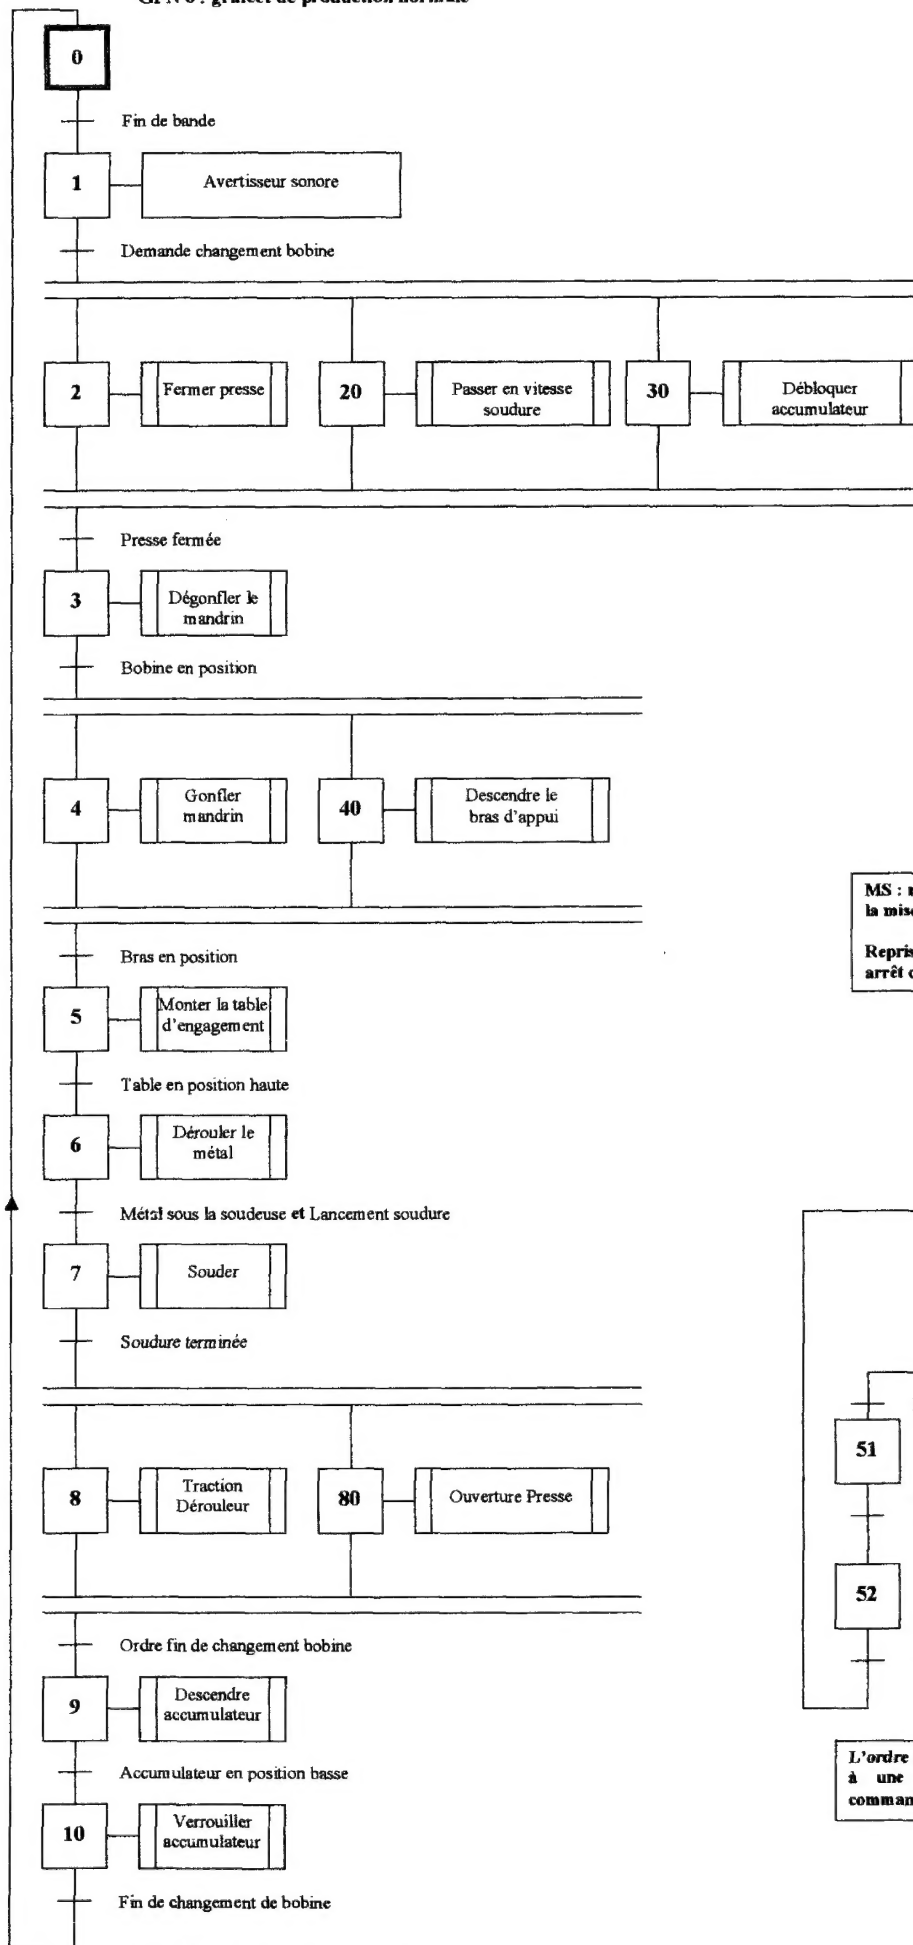 GPN 6 : grafcet de production normale
0
Fin de bande
1
Avertisseur sonore
Demande changement bobine
2
Fermer presse
20
Passer en vitesse
soudure
30
Débloquer
accumulateur
Presse fermée
3
Dégonfler le
mandrin
Bobine en position
4
Gonfler
mandrin
40
Descendre le
bras d'appui
MS :
la mise
Repris
arrêt
Bras en position
5
Monter la table
d'engagement
Table en position haute
6
Dérouler le
métal
Métal sous la soudeuse et Lancement soudure
7
Souder
Soudure terminée
51
8
Traction
Dérouleur
80
Ouverture Presse
52
Ordre fin de changement bobine
9
Descendre
accumulateur
L'ordre
à une
comman
Accumulateur en position basse
10
Verrouiller
accumulateur
Fin de changement de bobine